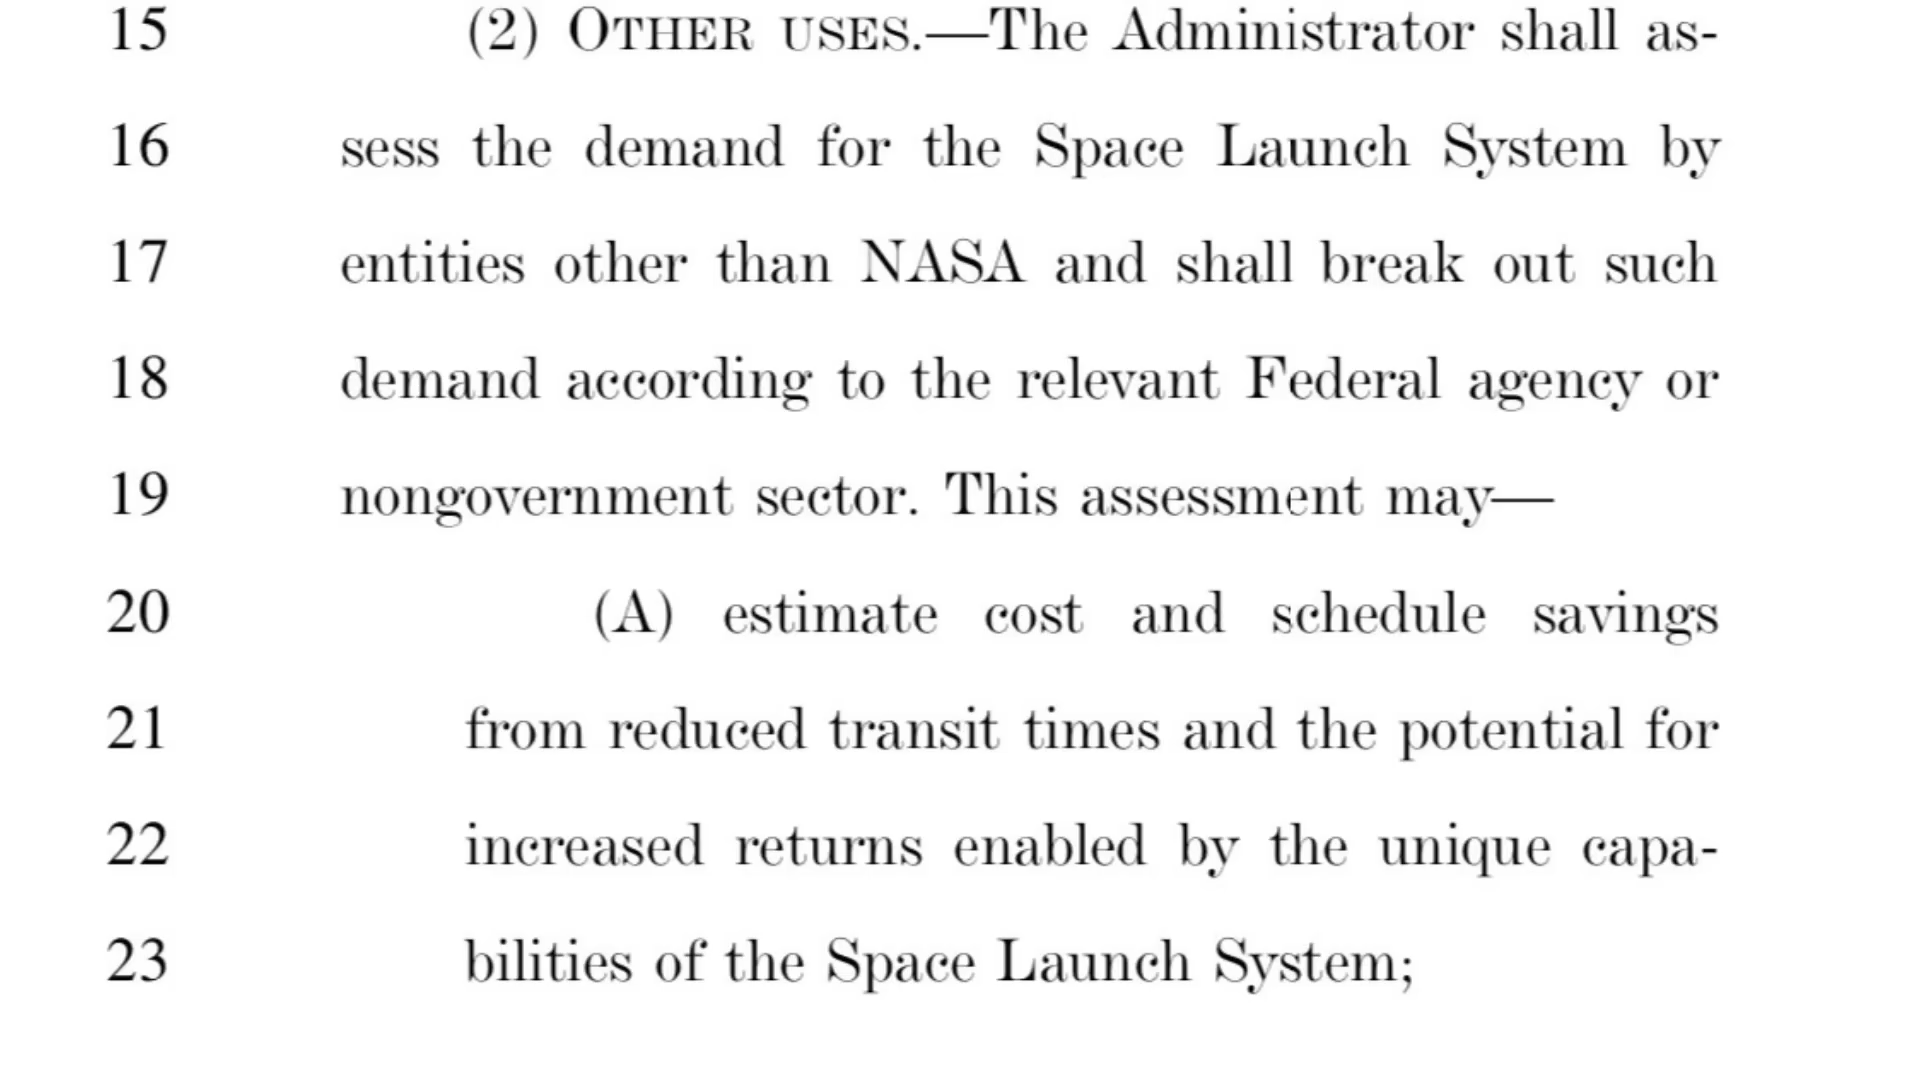 15 (2) OTHER USES.—The Administrator shall as-
16 sess the demand for the Space Launch System by
17 entities other than NASA and shall break out such
18 demand according to the relevant Federal agency or
19 nongovernment sector. This assessment may—
20 (A) estimate cost and schedule savings
21 from reduced transit times and the potential for
22 increased returns enabled by the unique capa-
23 bilities of the Space Launch System;